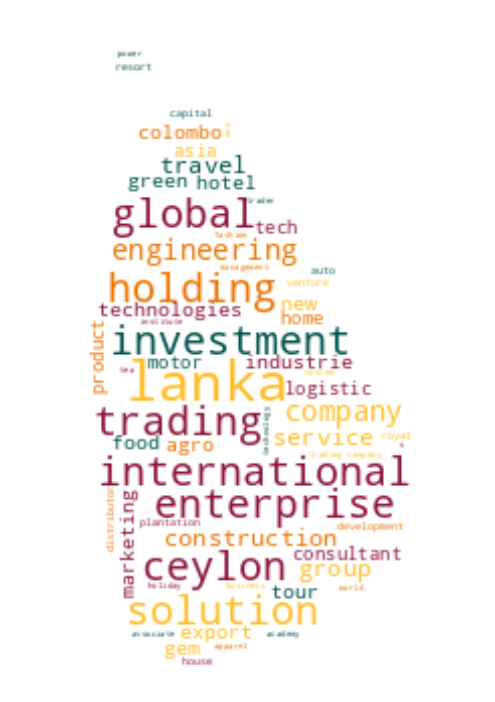 power
resort
capital
colombo
asia
travel
green hotel
trader
global tech
fashion
engineering
management
auto
holding venture
new
technologies home
institute
product
investment
motor industrie
tea system
lanka logistic
trading company
technology
service royal
food agro
trading company
international
distributor
marketing
enterprise
plantation development
construction
consultant
ceylon group
holiday business world
tour
solution
associate export academy
gem apparel
house